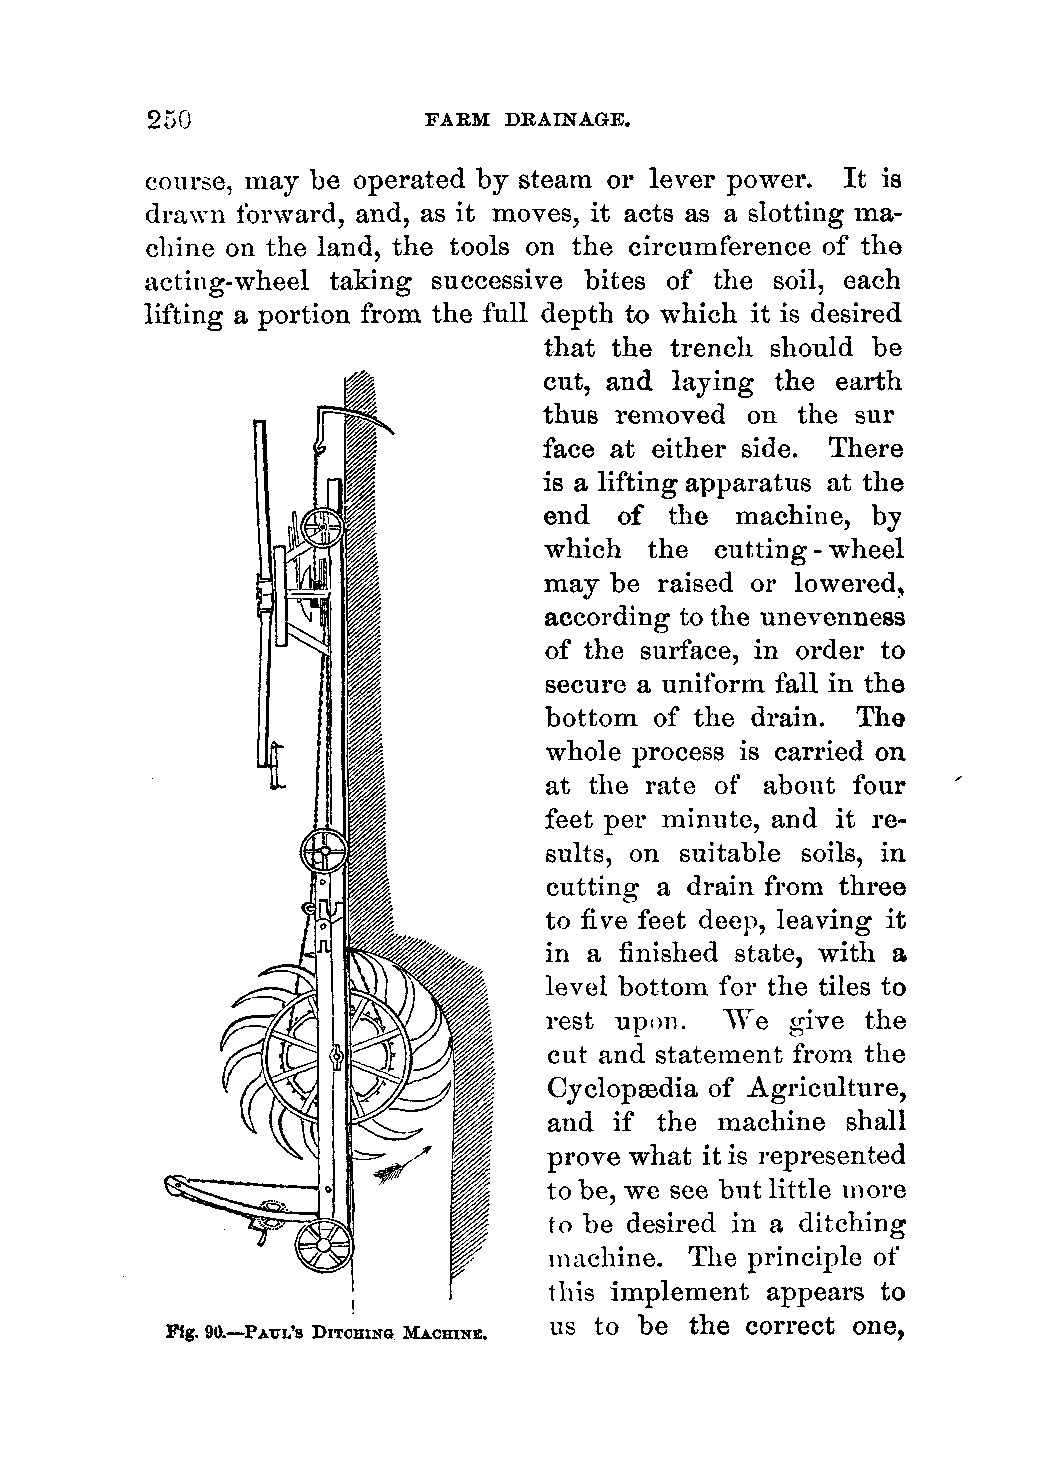 250
FARM DRAINAGE.
course, may be operated by steam or lever power. It is
drawn forward, and, as it moves, it acts as a slotting ma-
chine on the land, the tools on the circumference of the
acting-wheel taking successive bites of the soil, each
lifting a portion from the full depth to which it is desired
that the trench should be
cut, and laying the earth
thus removed on the sur
face at either side. There
is a lifting apparatus at the
end of the machine, by
which the cutting-wheel
may be raised or lowered,
according to the unevenness
of the surface, in order to
secure a uniform fall in the
bottom of the drain. The
whole process is carried on
at the rate of about four
feet per minute, and it re-
sults, on suitable soils, in
cutting a drain from three
to five feet deep, leaving it
in a finished state, with a
level bottom for the tiles to
rest upon. We give the
cut and statement from the
Cyclopædia of Agriculture,
and if the machine shall
prove what it is represented
to be, we see but little more
to be desired in a ditching
machine. The principle of
this implement appears to
us to be the correct one,
Fig. 90.—PAUL'S DITCHING MACHINE.